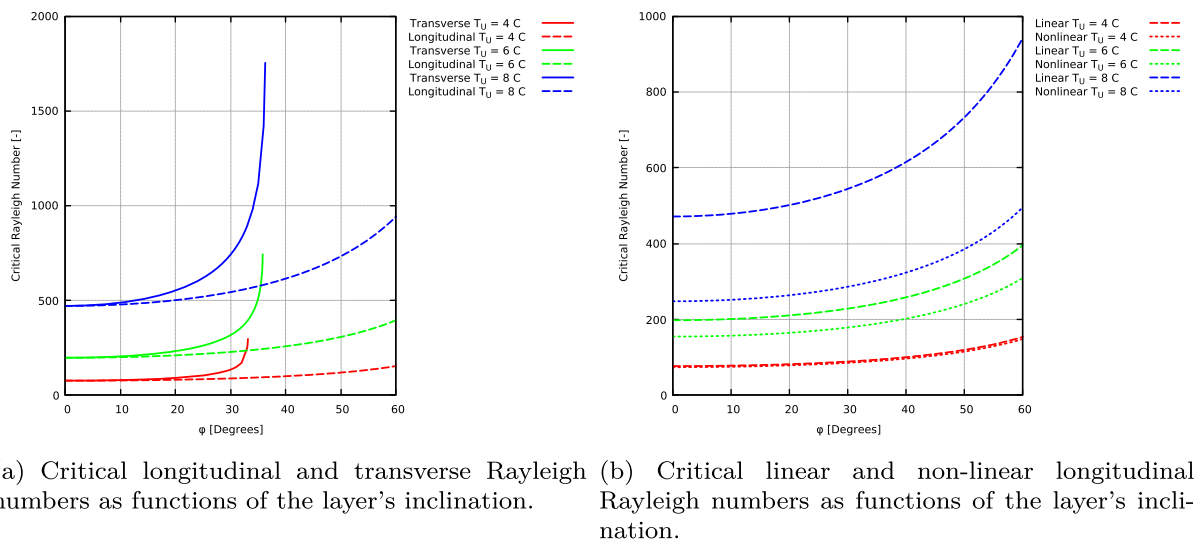 2000
1500
1000
500
0
Critical Rayleigh Number [-]
0 10 20 30 40 50 60
φ [Degrees]
Transverse T_U = 4 C
Longitudinal T_U = 4 C
Transverse T_U = 6 C
Longitudinal T_U = 6 C
Transverse T_U = 8 C
Longitudinal T_U = 8 C
1000
800
600
400
200
0
Critical Rayleigh Number [-]
0 10 20 30 40 50 60
φ [Degrees]
Linear T_U = 4 C
Nonlinear T_U = 4 C
Linear T_U = 6 C
Nonlinear T_U = 6 C
Linear T_U = 8 C
Nonlinear T_U = 8 C
a) Critical longitudinal and transverse Rayleigh
numbers as functions of the layer's inclination.
(b) Critical linear and non-linear longitudinal
Rayleigh numbers as functions of the layer's incli-
nation.